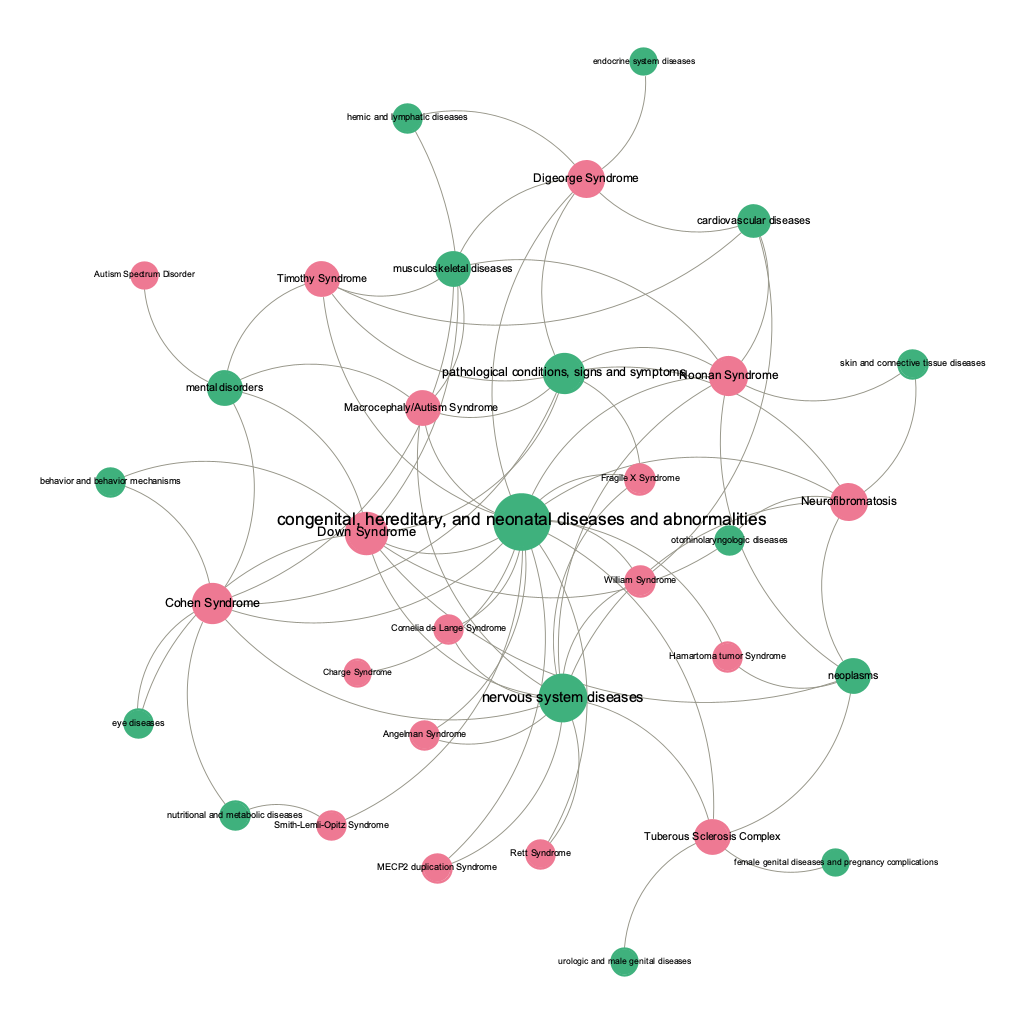 endocrine system diseases
hemic and lymphatic diseases
Digeorge Syndrome
cardiovascular diseases
musculoskeletal diseases
Autism Spectrum Disorder
Timothy Syndrome
skin and connective tissue diseases
pathological conditions, signs and symptoms
Noonan Syndrome
mental disorders
Macrocephaly/Autism Syndrome
behavior and behavior mechanisms
Fragile X Syndrome
Neurofibromatosis
congenital, hereditary, and neonatal diseases and abnormalities
Down Syndrome
otorhinolaryngologic diseases
William Syndrome
Cohen Syndrome
Cornelia de Lange Syndrome
Hamartoma tumor Syndrome
Charge Syndrome
neoplasms
nervous system diseases
eye diseases
Angelman Syndrome
nutritional and metabolic diseases
Smith-Lemli-Opitz Syndrome
Tuberous Sclerosis Complex
Rett Syndrome
female genital diseases and pregnancy complications
MECP2 duplication Syndrome
urologic and male genital diseases